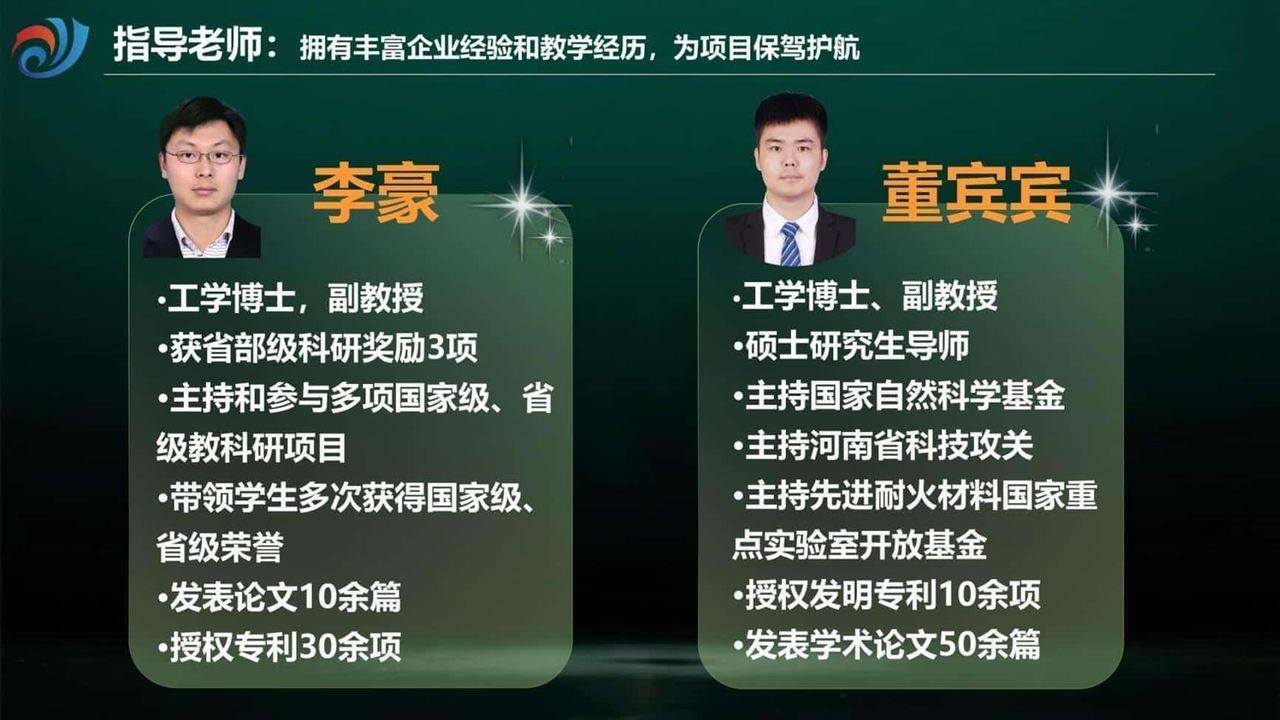 指导老师：拥有丰富企业经验和教学经历，为项目保驾护航
李豪
•工学博士，副教授
•获省部级科研奖励3项
•主持和参与多项国家级、省
级教科研项目
•带领学生多次获得国家级、
省级荣誉
•发表论文10余篇
•授权专利30余项
董宾宾
•工学博士、副教授
•硕士研究生导师
•主持国家自然科学基金
•主持河南省科技攻关
•主持先进耐火材料国家重
点实验室开放基金
•授权发明专利10余项
•发表学术论文50余篇